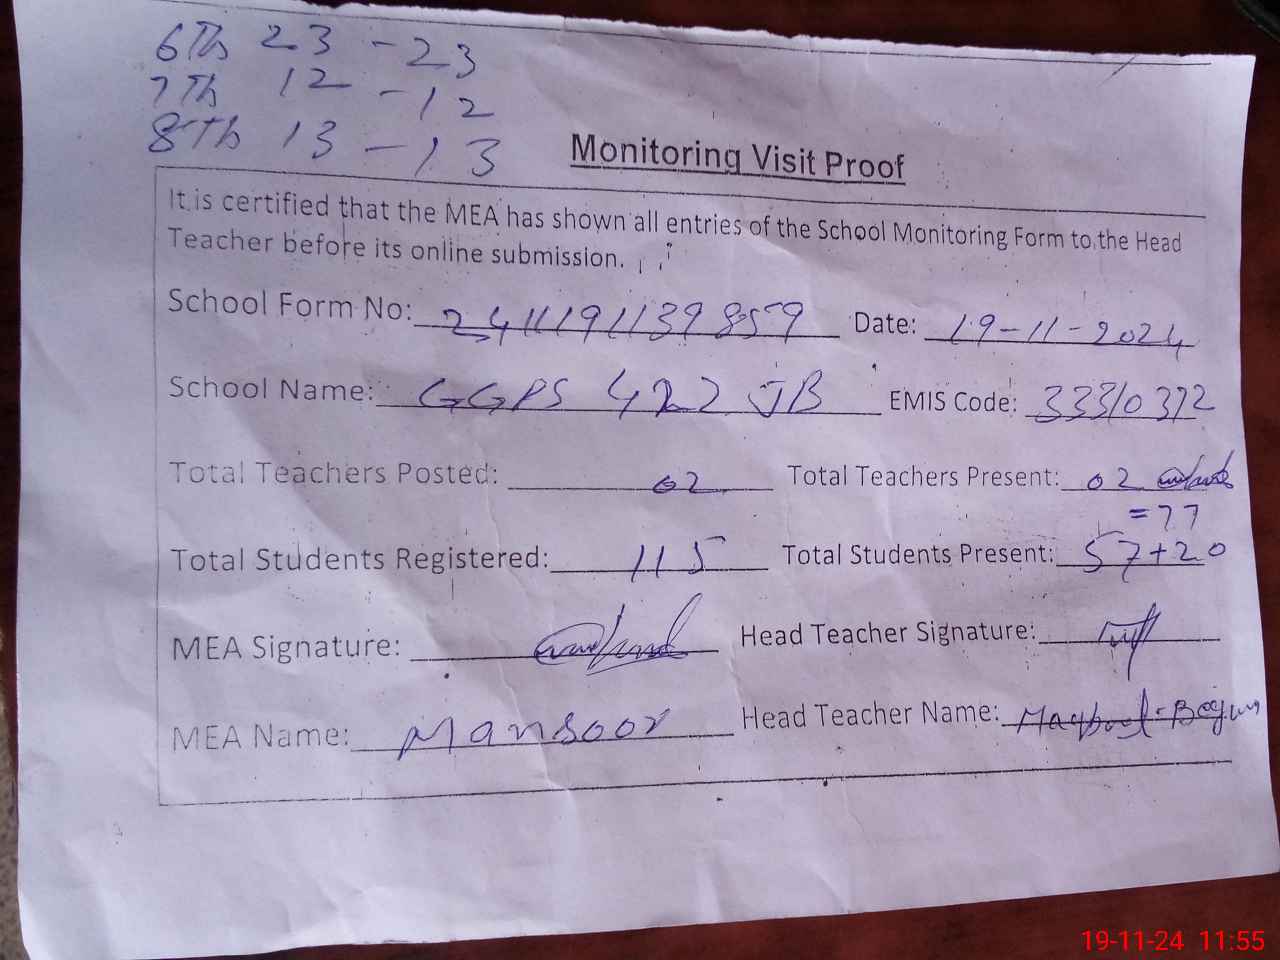 6Th 23 - 23
7Th 12 - 12
8Th 13 - 13
Monitoring Visit Proof
It is certified that the MEA has shown all entries of the School Monitoring Form to the Head
Teacher before its online submission.
School Form No: 2411191139859 Date: 19-11-2024
School Name: GGPS 422 JB EMIS Code: 33310372
Total Teachers Posted: 02 Total Teachers Present: 02
=77
Total Students Registered: 115 Total Students Present: 57+20
MEA Signature: Head Teacher Signature:
MEA Name: Mansoor Head Teacher Name: Maqbool Begum
19-11-24 11:55